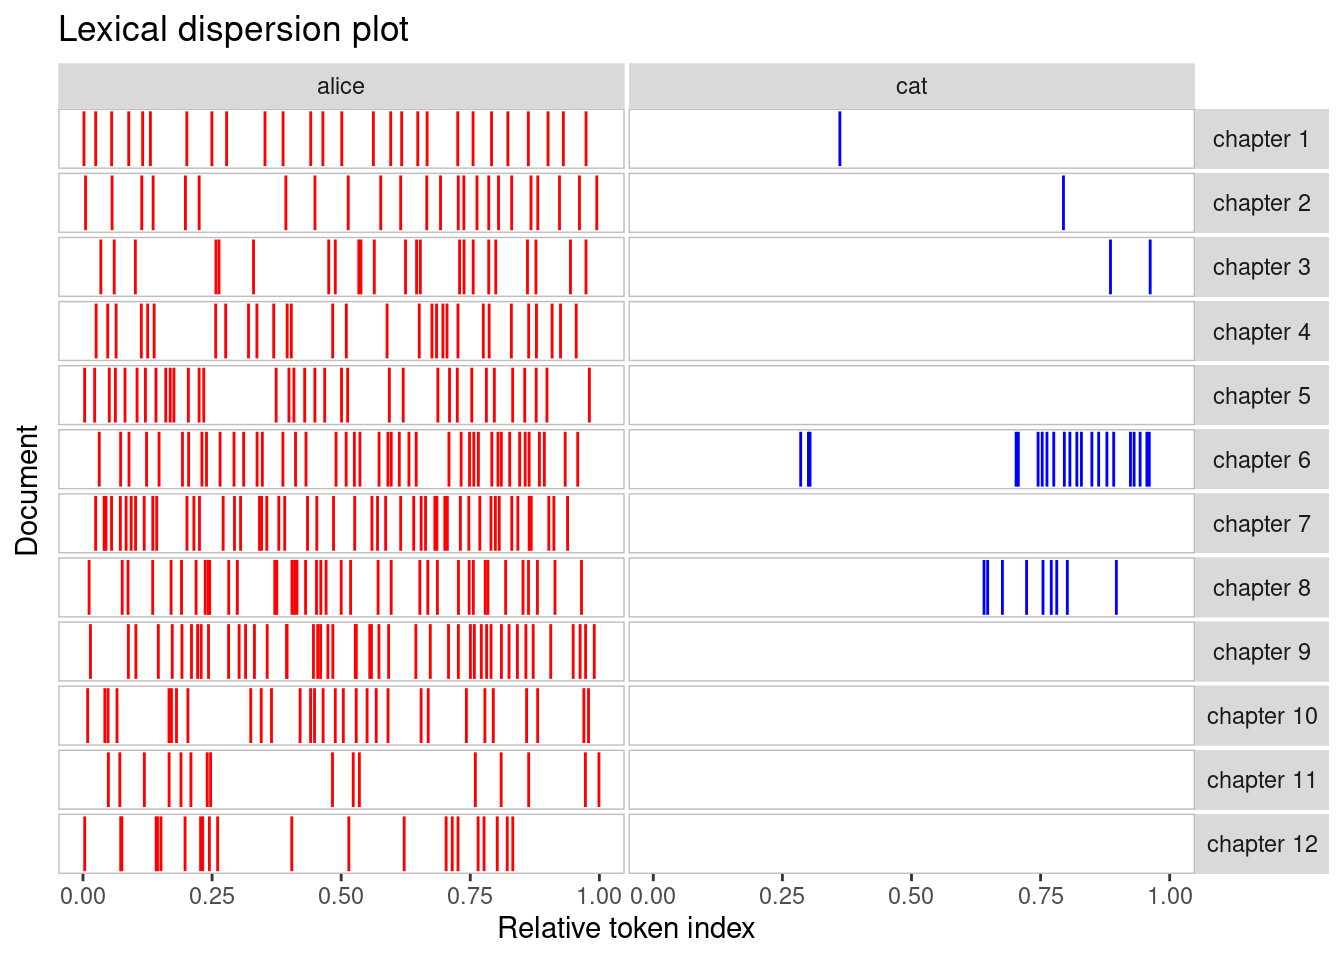 Lexical dispersion plot
alice
cat
chapter 1
chapter 2
chapter 3
chapter 4
chapter 5
chapter 6
chapter 7
chapter 8
chapter 9
chapter 10
chapter 11
chapter 12
Document
0.00 0.25 0.50 0.75 1.00
0.00 0.25 0.50 0.75 1.00
Relative token index